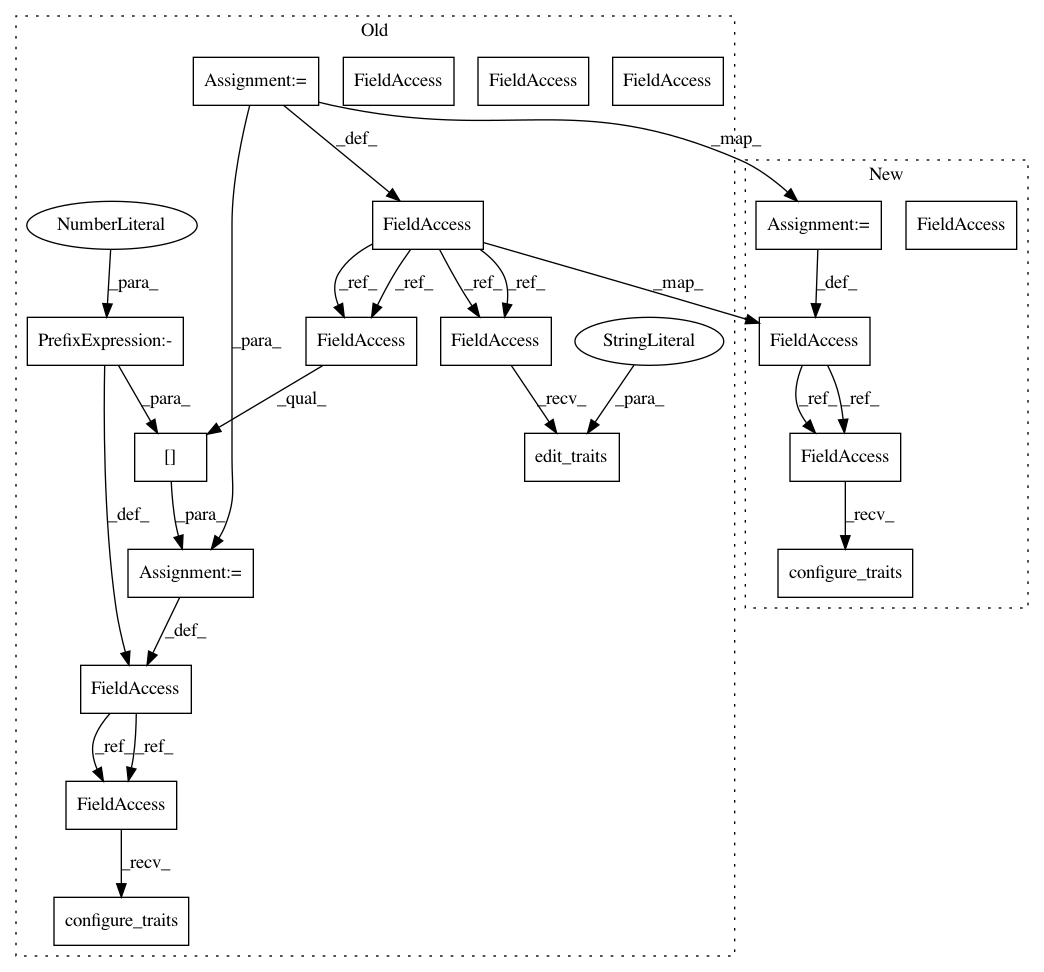 Old
Assignment:=
FieldAccess
FieldAccess
FieldAccess
_def_
_map_
New
NumberLiteral
FieldAccess
Assignment:=
FieldAccess
_para_
_ref_
_ref_
_ref_
_ref_
_map_
_def_
PrefixExpression:-
_para_
FieldAccess
FieldAccess
StringLiteral
FieldAccess
_para_
_qual_
_recv_
_para_
_ref_
_ref_
[]
edit_traits
FieldAccess
_def_
_para_
_recv_
Assignment:=
configure_traits
_def_
FieldAccess
_ref_
_ref_
FieldAccess
_recv_
configure_traits